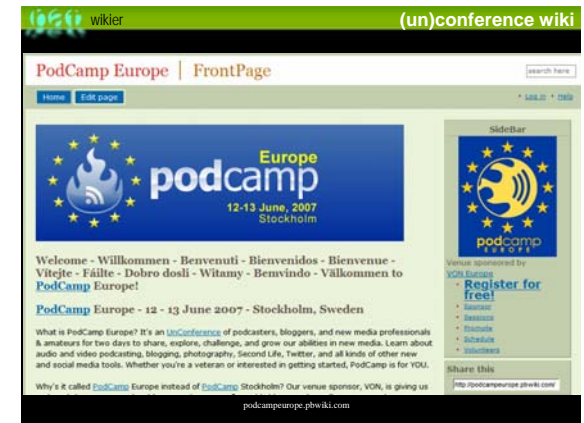 wikier
(un)conference wiki
PodCamp Europe | FrontPage
search here
Home Edit page
• Log in • Help
Europe
podcamp
12-13 June, 2007
Stockholm
Welcome - Willkommen - Benvenuti - Bienvenidos - Bienvenue -
Vítejte - Fáilte - Dobro dosli - Witamy - Bemvindo - Välkommen to
PodCamp Europe!
PodCamp Europe - 12 - 13 June 2007 - Stockholm, Sweden
What is PodCamp Europe? It's an UnConference of podcasters, bloggers, and new media professionals
& amateurs for two days to share, explore, challenge, and grow our abilities in new media. Learn about
audio and video podcasting, blogging, photography, Second Life, Twitter, and all kinds of other new
and social media tools. Whether you're a veteran or interested in getting started, PodCamp is for YOU.
Why's it called PodCamp Europe instead of PodCamp Stockholm? Our venue sponsor, VON, is giving us
SideBar
podcamp
EUROPE
Venue sponsored by
VON Europe
• Register for
free!
• Sponsor
• Sessions
• Promote
• Schedule
• Volunteers
Share this
http://podcampeurope.pbwiki.com/
podcampeurope.pbwiki.com